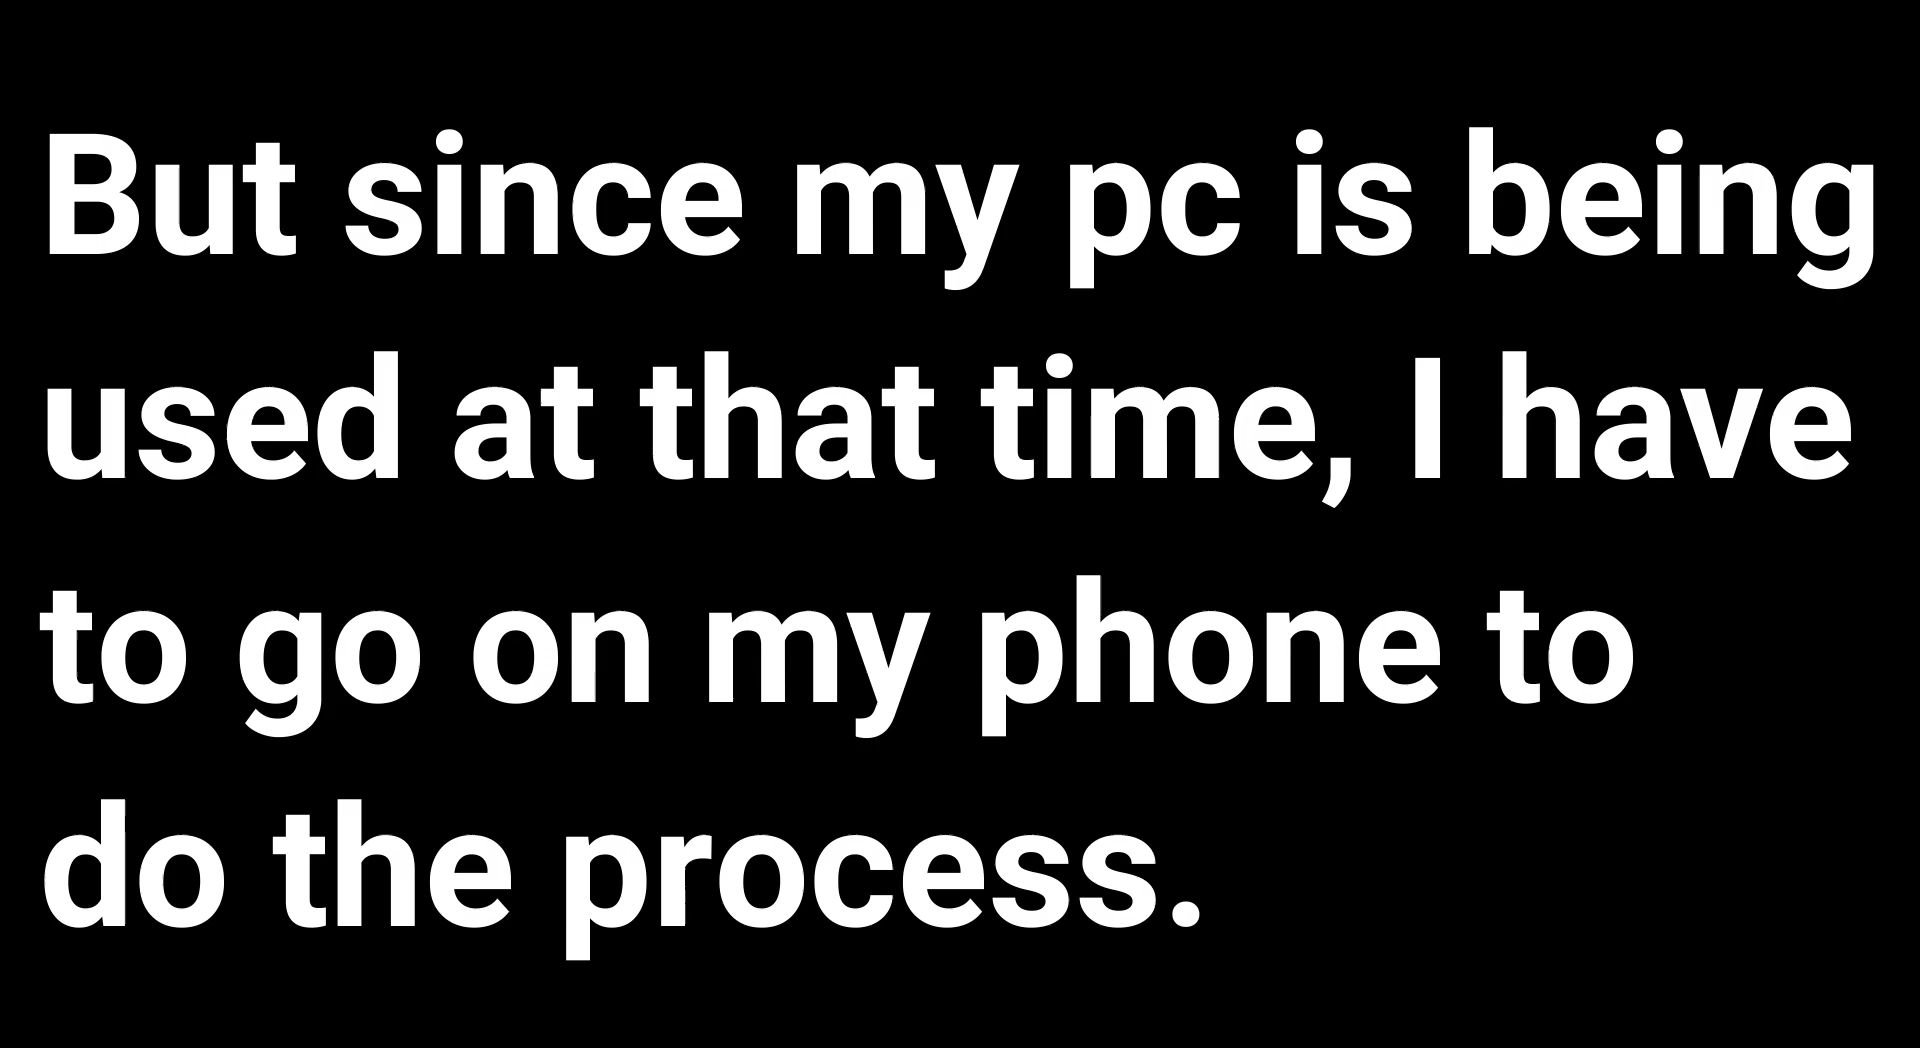 But since my pc is being
used at that time, I have
to go on my phone to
do the process.